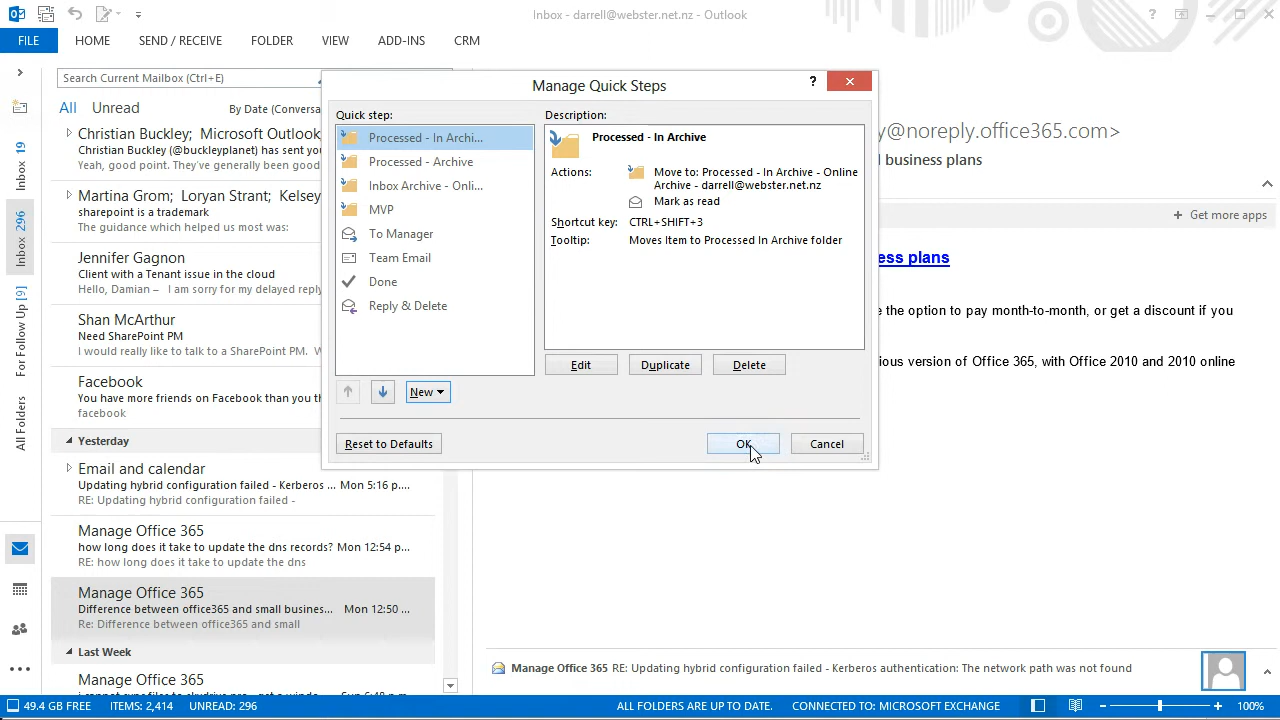 Inbox - darrell@webster.net.nz - Outlook
?
FILE HOME SEND / RECEIVE FOLDER VIEW ADD-INS CRM
Search Current Mailbox (Ctrl+E)
All Unread By Date (Conversa
Inbox 19
Inbox 296
For Follow Up [9]
All Folders
Christian Buckley; Microsoft Outlook
Christian Buckley (@buckleyplanet) has sent you
Yeah, good point. They've generally been good
Martina Grom; Loryan Strant; Kelsey
sharepoint is a trademark
The guidance which helped us most was:
Jennifer Gagnon
Client with a Tenant issue in the cloud
Hello, Damian – I am sorry for my delayed reply
Shan McArthur
Need SharePoint PM
I would really like to talk to a SharePoint PM. W
Facebook
You have more friends on Facebook than you th
facebook
Yesterday
Email and calendar
Updating hybrid configuration failed - Kerberos ... Mon 5:16 p....
RE: Updating hybrid configuration failed -
Manage Office 365
how long does it take to update the dns records? Mon 12:54 p...
RE: how long does it take to update the dns
Manage Office 365
Difference between office365 and small busines... Mon 12:50 ...
Re: Difference between office365 and small
Last Week
Manage Office 365
Manage Quick Steps
?
Quick step:
Processed - In Archi...
Processed - Archive
Inbox Archive - Onli...
MVP
To Manager
Team Email
Done
Reply & Delete
New
Description:
Processed - In Archive
Actions: Move to: Processed - In Archive - Online
Archive - darrell@webster.net.nz
Mark as read
Shortcut key: CTRL+SHIFT+3
Tooltip: Moves Item to Processed In Archive folder
Edit Duplicate Delete
Reset to Defaults OK Cancel
y@noreply.office365.com>
d business plans
+ Get more apps
ess plans
e the option to pay month-to-month, or get a discount if you
ious version of Office 365, with Office 2010 and 2010 online
Manage Office 365 RE: Updating hybrid configuration failed - Kerberos authentication: The network path was not found
49.4 GB FREE ITEMS: 2,414 UNREAD: 296 ALL FOLDERS ARE UP TO DATE. CONNECTED TO: MICROSOFT EXCHANGE 100%